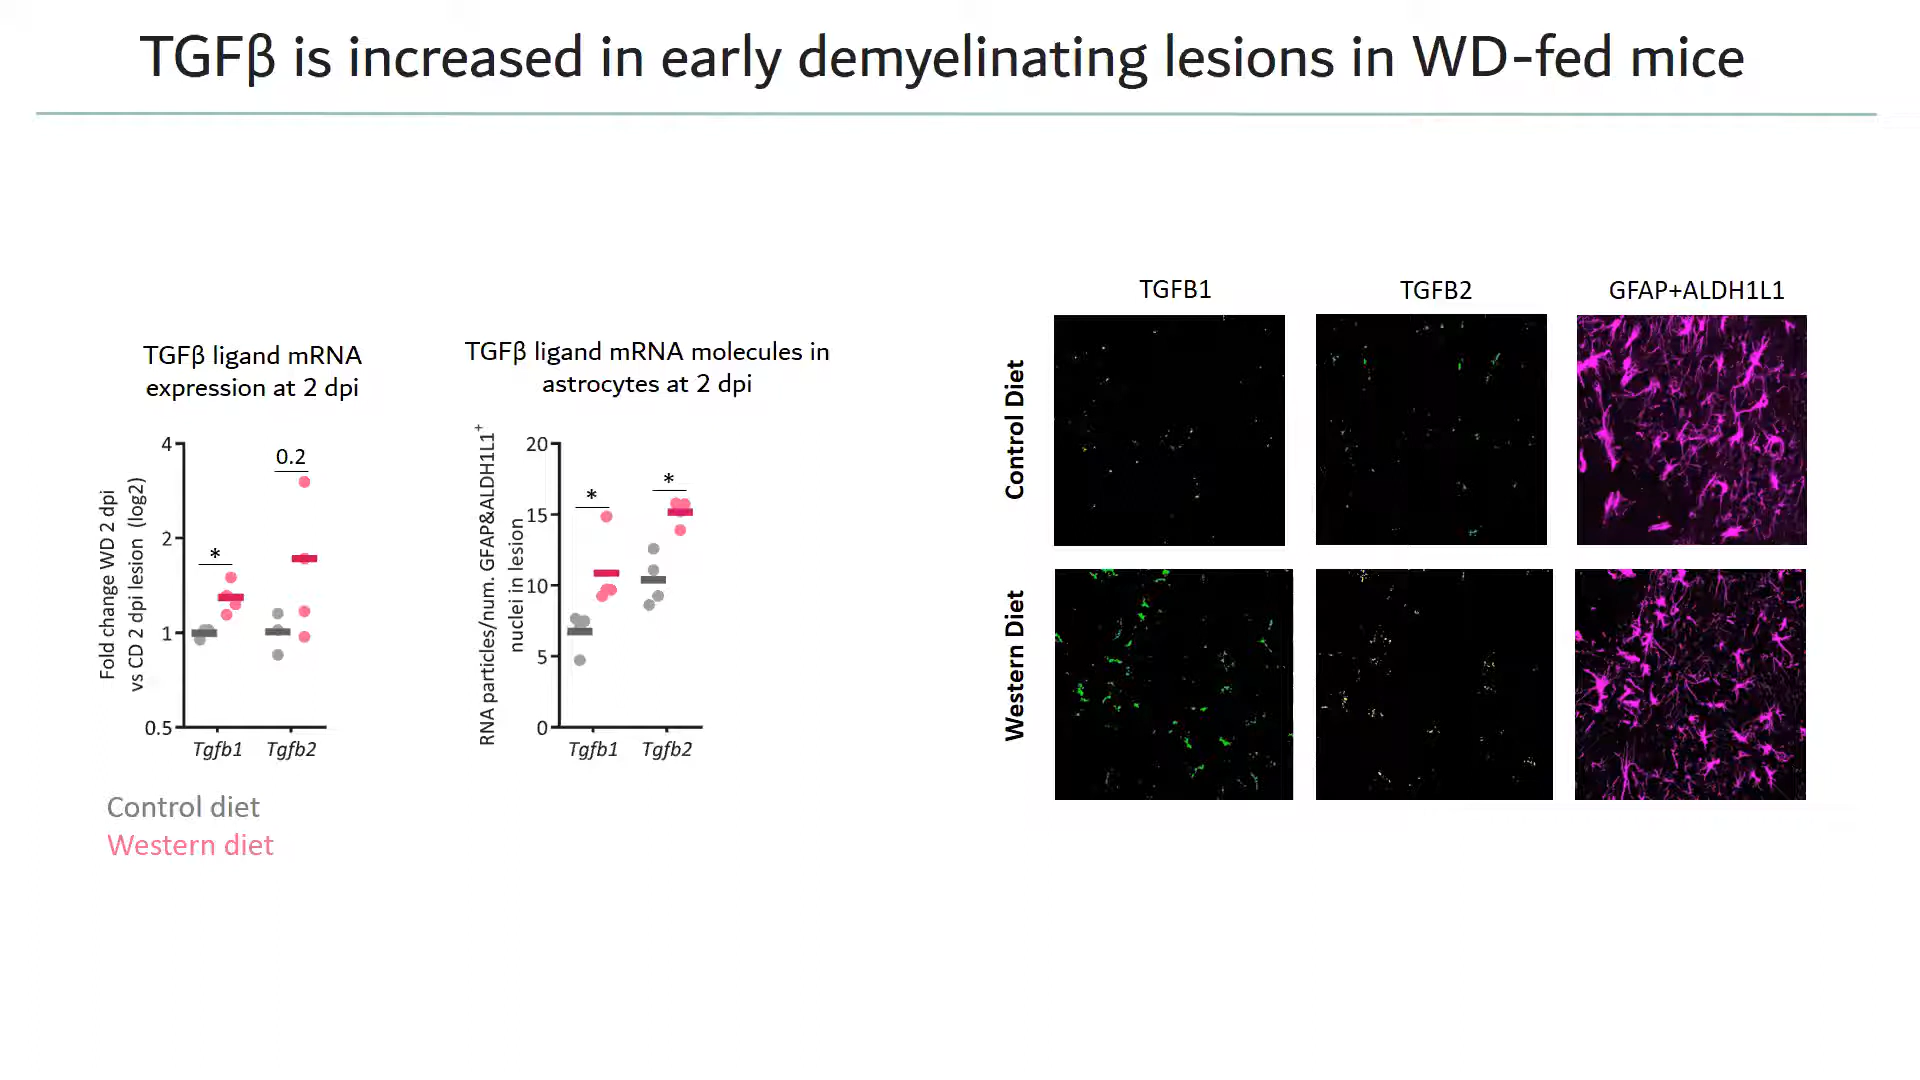 TGFβ is increased in early demyelinating lesions in WD-fed mice
TGFβ ligand mRNA
expression at 2 dpi
Fold change WD 2 dpi
vs CD 2 dpi lesion (log2)
4
2
1
0.5
*
0.2
Tgfb1
Tgfb2
Control diet
Western diet
TGFβ ligand mRNA molecules in
astrocytes at 2 dpi
RNA particles/num. GFAP&ALDH1L1+
nuclei in lesion
20
15
10
5
0
*
*
Tgfb1
Tgfb2
TGFB1
TGFB2
GFAP+ALDH1L1
Control Diet
Western Diet